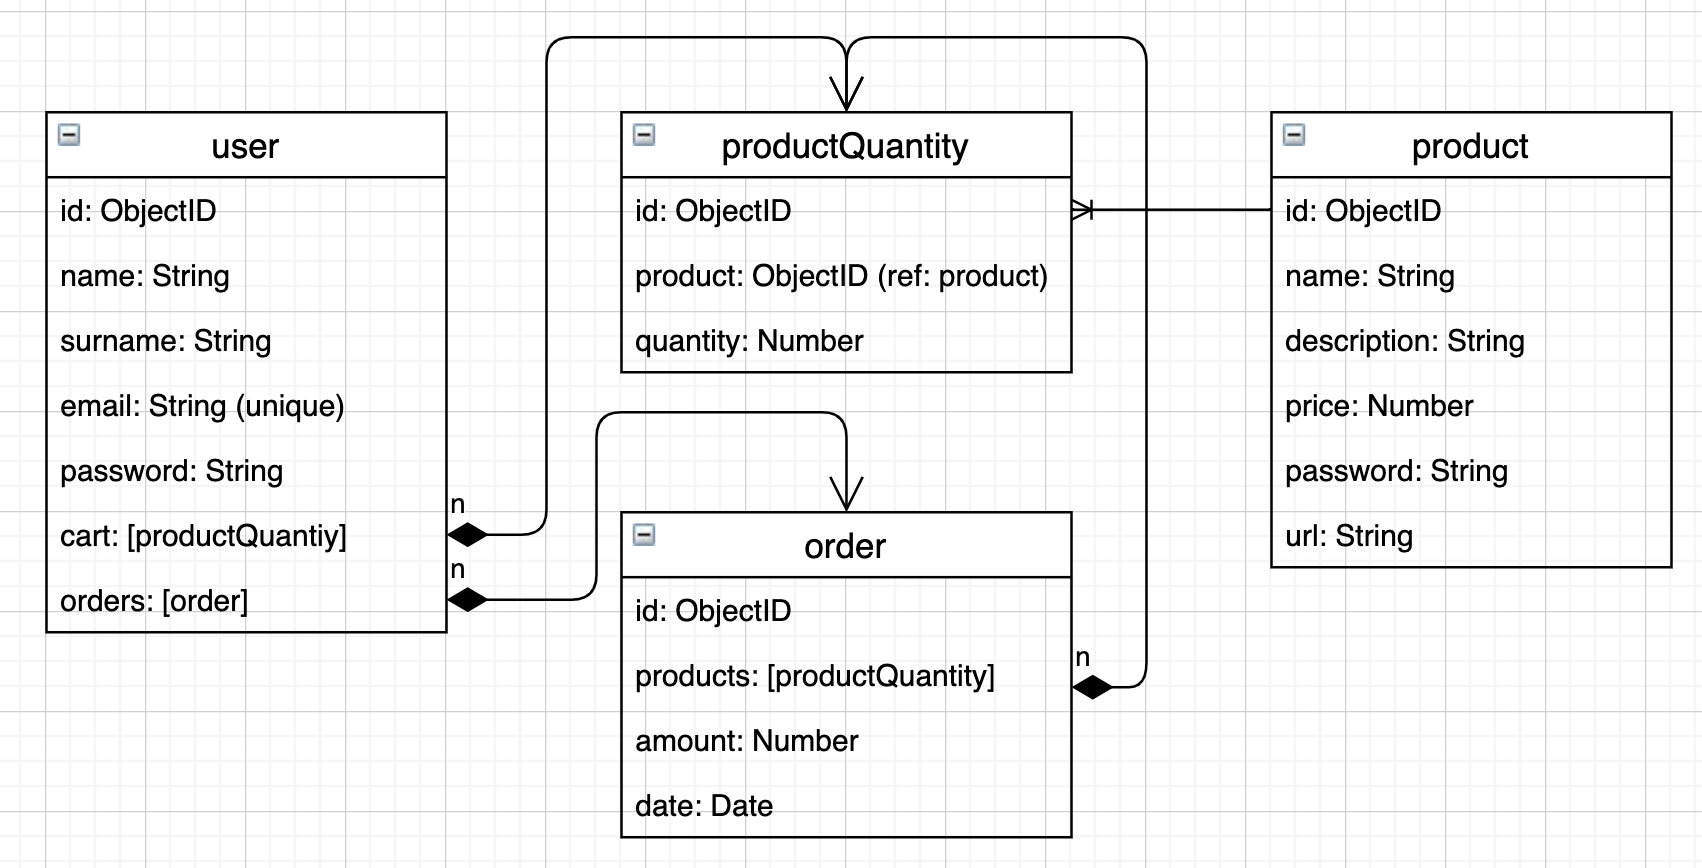 user
id: ObjectID
name: String
surname: String
email: String (unique)
password: String
cart: [productQuantiy]
n
orders: [order]
n
productQuantity
id: ObjectID
product: ObjectID (ref: product)
quantity: Number
order
id: ObjectID
products: [productQuantity]
n
amount: Number
date: Date
product
id: ObjectID
name: String
description: String
price: Number
password: String
url: String